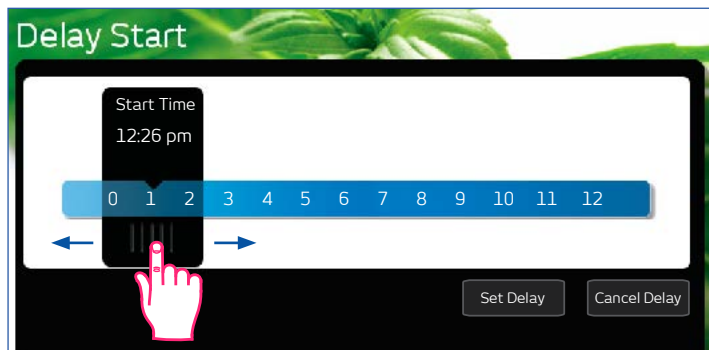 Delay Start
Start Time
12:26 pm
0 1 2 3 4 5 6 7 8 9 10 11 12
Set Delay Cancel Delay